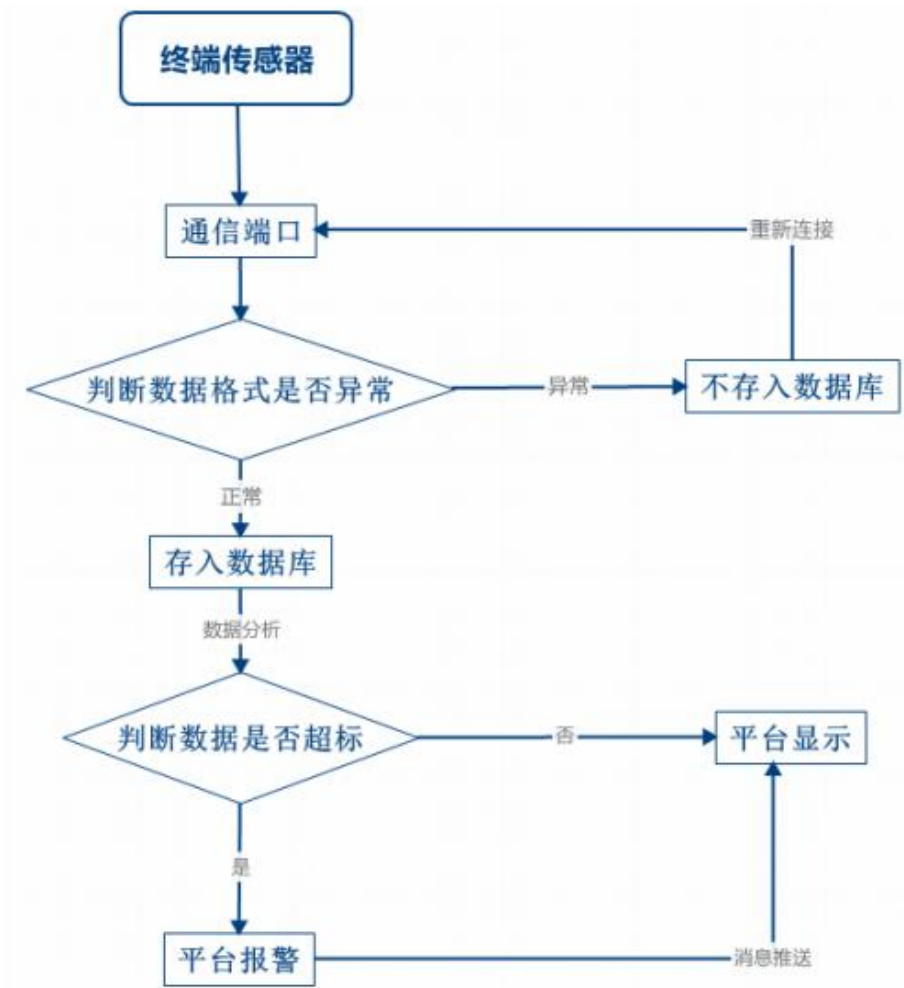 终端传感器
通信端口
重新连接
判断数据格式是否异常
异常
不存入数据库
正常
存入数据库
数据分析
判断数据是否超标
否
平台显示
是
平台报警
消息推送